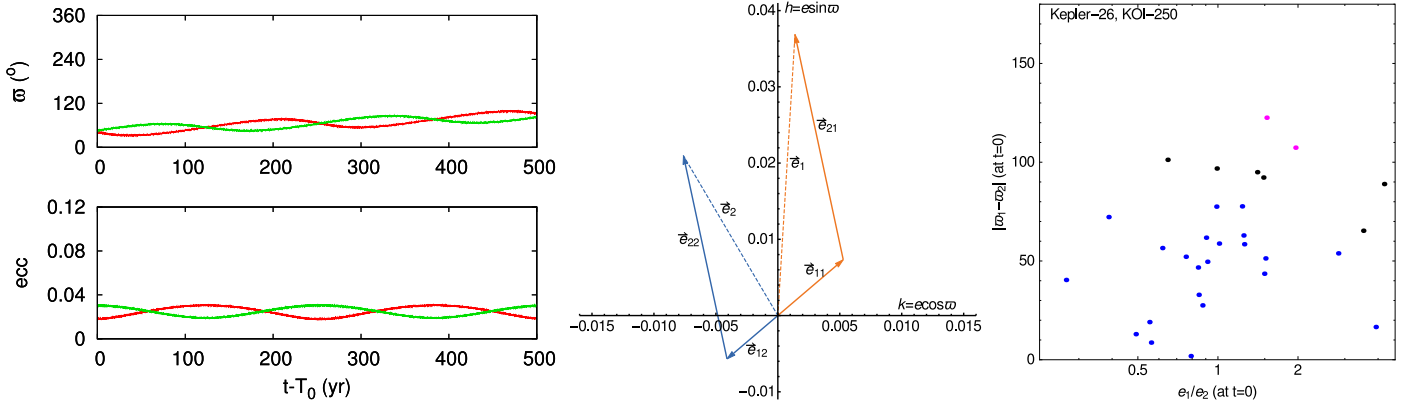 360
270
180
90
0
ϖ (°)
0 100 200 300 400 500
0.12
0.08
0.04
0
ecc
0 100 200 300 400 500
t-T0 (yr)
h=esinϖ
0.04
0.03
0.02
0.01
-0.01
e⃗21
e⃗1
e⃗2
e⃗22
e⃗11
e⃗12
k=ecosϖ
−0.015 −0.010 −0.005 0.005 0.010 0.015
Kepler−26, KOI−250
150
100
50
0
|ϖ1−ϖ2| (at t=0)
0.5 1 2
e1/e2 (at t=0)